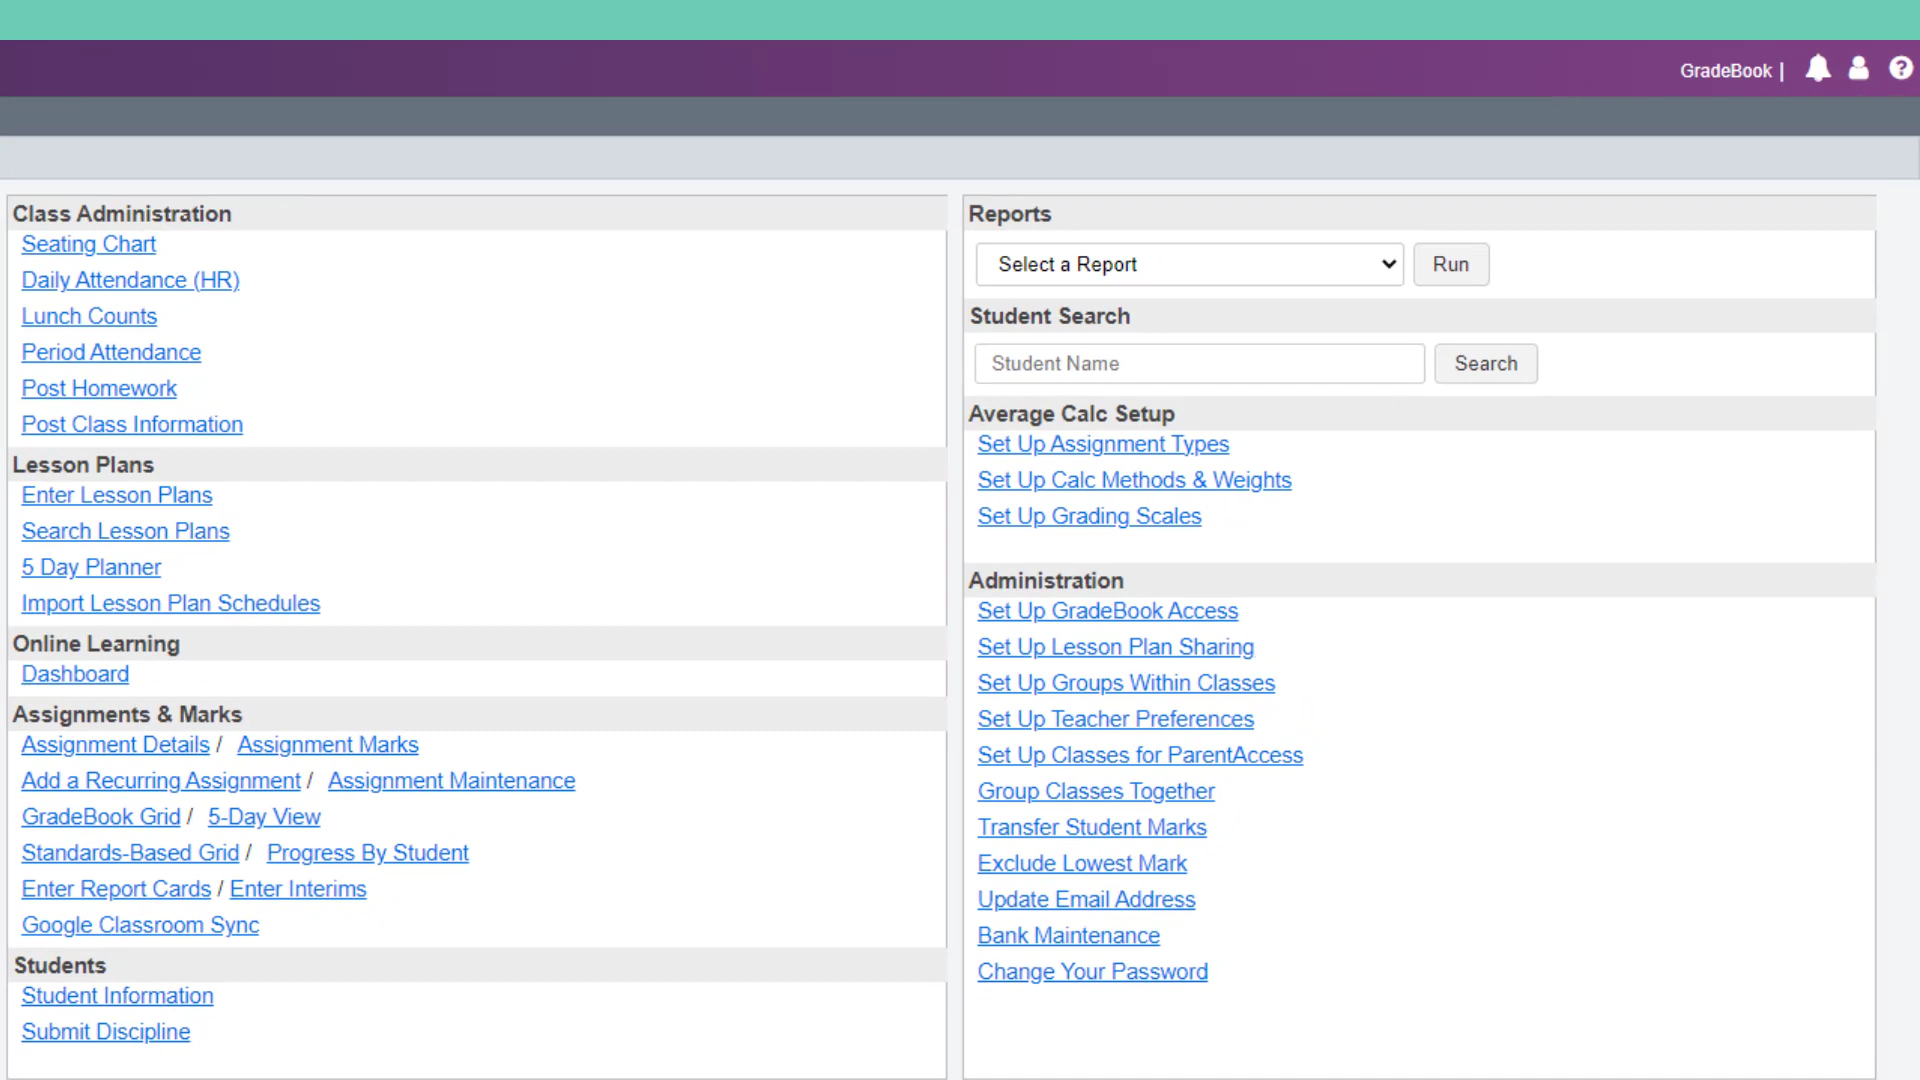 GradeBook |
Class Administration
Seating Chart
Daily Attendance (HR)
Lunch Counts
Period Attendance
Post Homework
Post Class Information
Lesson Plans
Enter Lesson Plans
Search Lesson Plans
5 Day Planner
Import Lesson Plan Schedules
Online Learning
Dashboard
Assignments & Marks
Assignment Details / Assignment Marks
Add a Recurring Assignment / Assignment Maintenance
GradeBook Grid / 5-Day View
Standards-Based Grid / Progress By Student
Enter Report Cards / Enter Interims
Google Classroom Sync
Students
Student Information
Submit Discipline
Reports
Select a Report Run
Student Search
Student Name Search
Average Calc Setup
Set Up Assignment Types
Set Up Calc Methods & Weights
Set Up Grading Scales
Administration
Set Up GradeBook Access
Set Up Lesson Plan Sharing
Set Up Groups Within Classes
Set Up Teacher Preferences
Set Up Classes for ParentAccess
Group Classes Together
Transfer Student Marks
Exclude Lowest Mark
Update Email Address
Bank Maintenance
Change Your Password